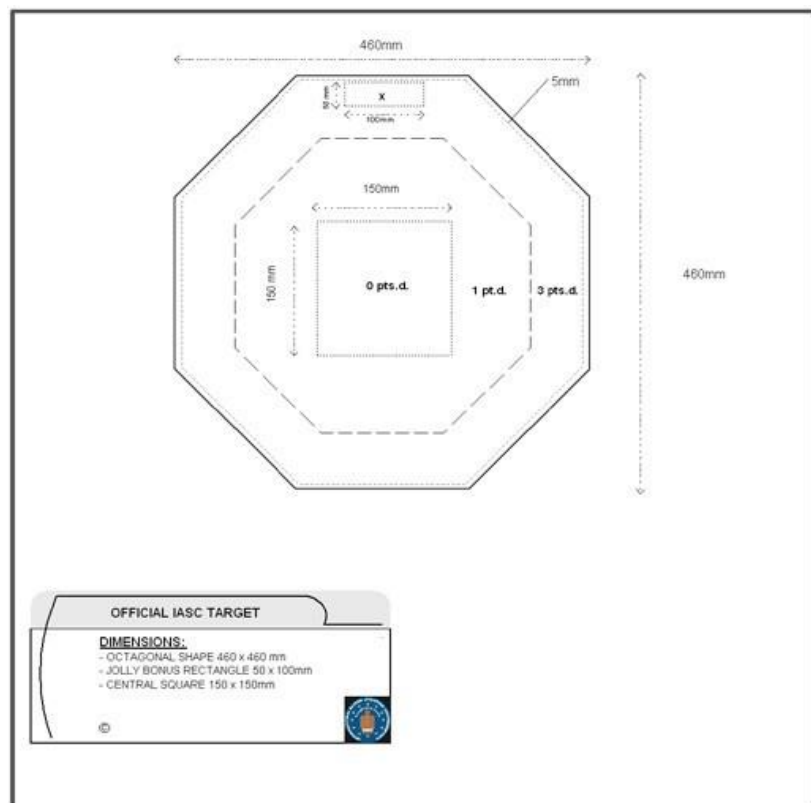 460mm
5mm
50 mm
x
100mm
150mm
150 mm
0 pts.d. 1 pt.d. 3 pts.d.
460mm
OFFICIAL IASC TARGET
DIMENSIONS:
- OCTAGONAL SHAPE 460 x 460 mm
- JOLLY BONUS RECTANGLE 50 x 100mm
- CENTRAL SQUARE 150 x 150mm
©